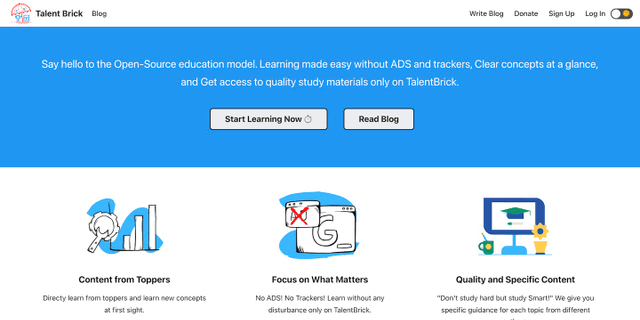 Talent Brick Blog Write Blog Donate Sign Up Log In
Say hello to the Open-Source education model. Learning made easy without ADS and trackers, Clear concepts at a glance,
and Get access to quality study materials only on TalentBrick.
Start Learning Now Read Blog
Content from Toppers
Directy learn from toppers and learn new concepts
at first sight.
Focus on What Matters
No ADS! No Trackers! Learn without any
disturbance only on TalentBrick.
Quality and Specific Content
"Don't study hard but study Smart!" We give you
specific guidance for each topic from different